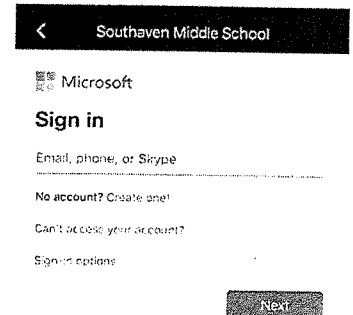 Southaven Middle School
Microsoft
Sign in
Email, phone, or Skype
No account? Create one!
Can't access your account?
Sign-in options
Next